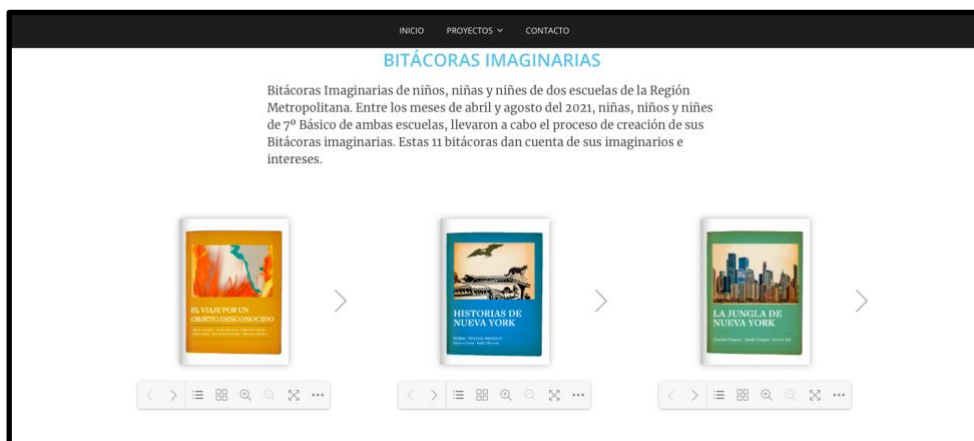 INICIO PROYECTOS CONTACTO
BITÁCORAS IMAGINARIAS
Bitácoras Imaginarias de niños, niñas y niñes de dos escuelas de la Región
Metropolitana. Entre los meses de abril y agosto del 2021, niñas, niños y niñes
de 7º Básico de ambas escuelas, llevaron a cabo el proceso de creación de sus
Bitácoras imaginarias. Estas 11 bitácoras dan cuenta de sus imaginarios e
intereses.
EL VIAJE POR UN
OBJETO DESCONOCIDO
HISTORIAS DE
NUEVA YORK
LA JUNGLA DE
NUEVA YORK